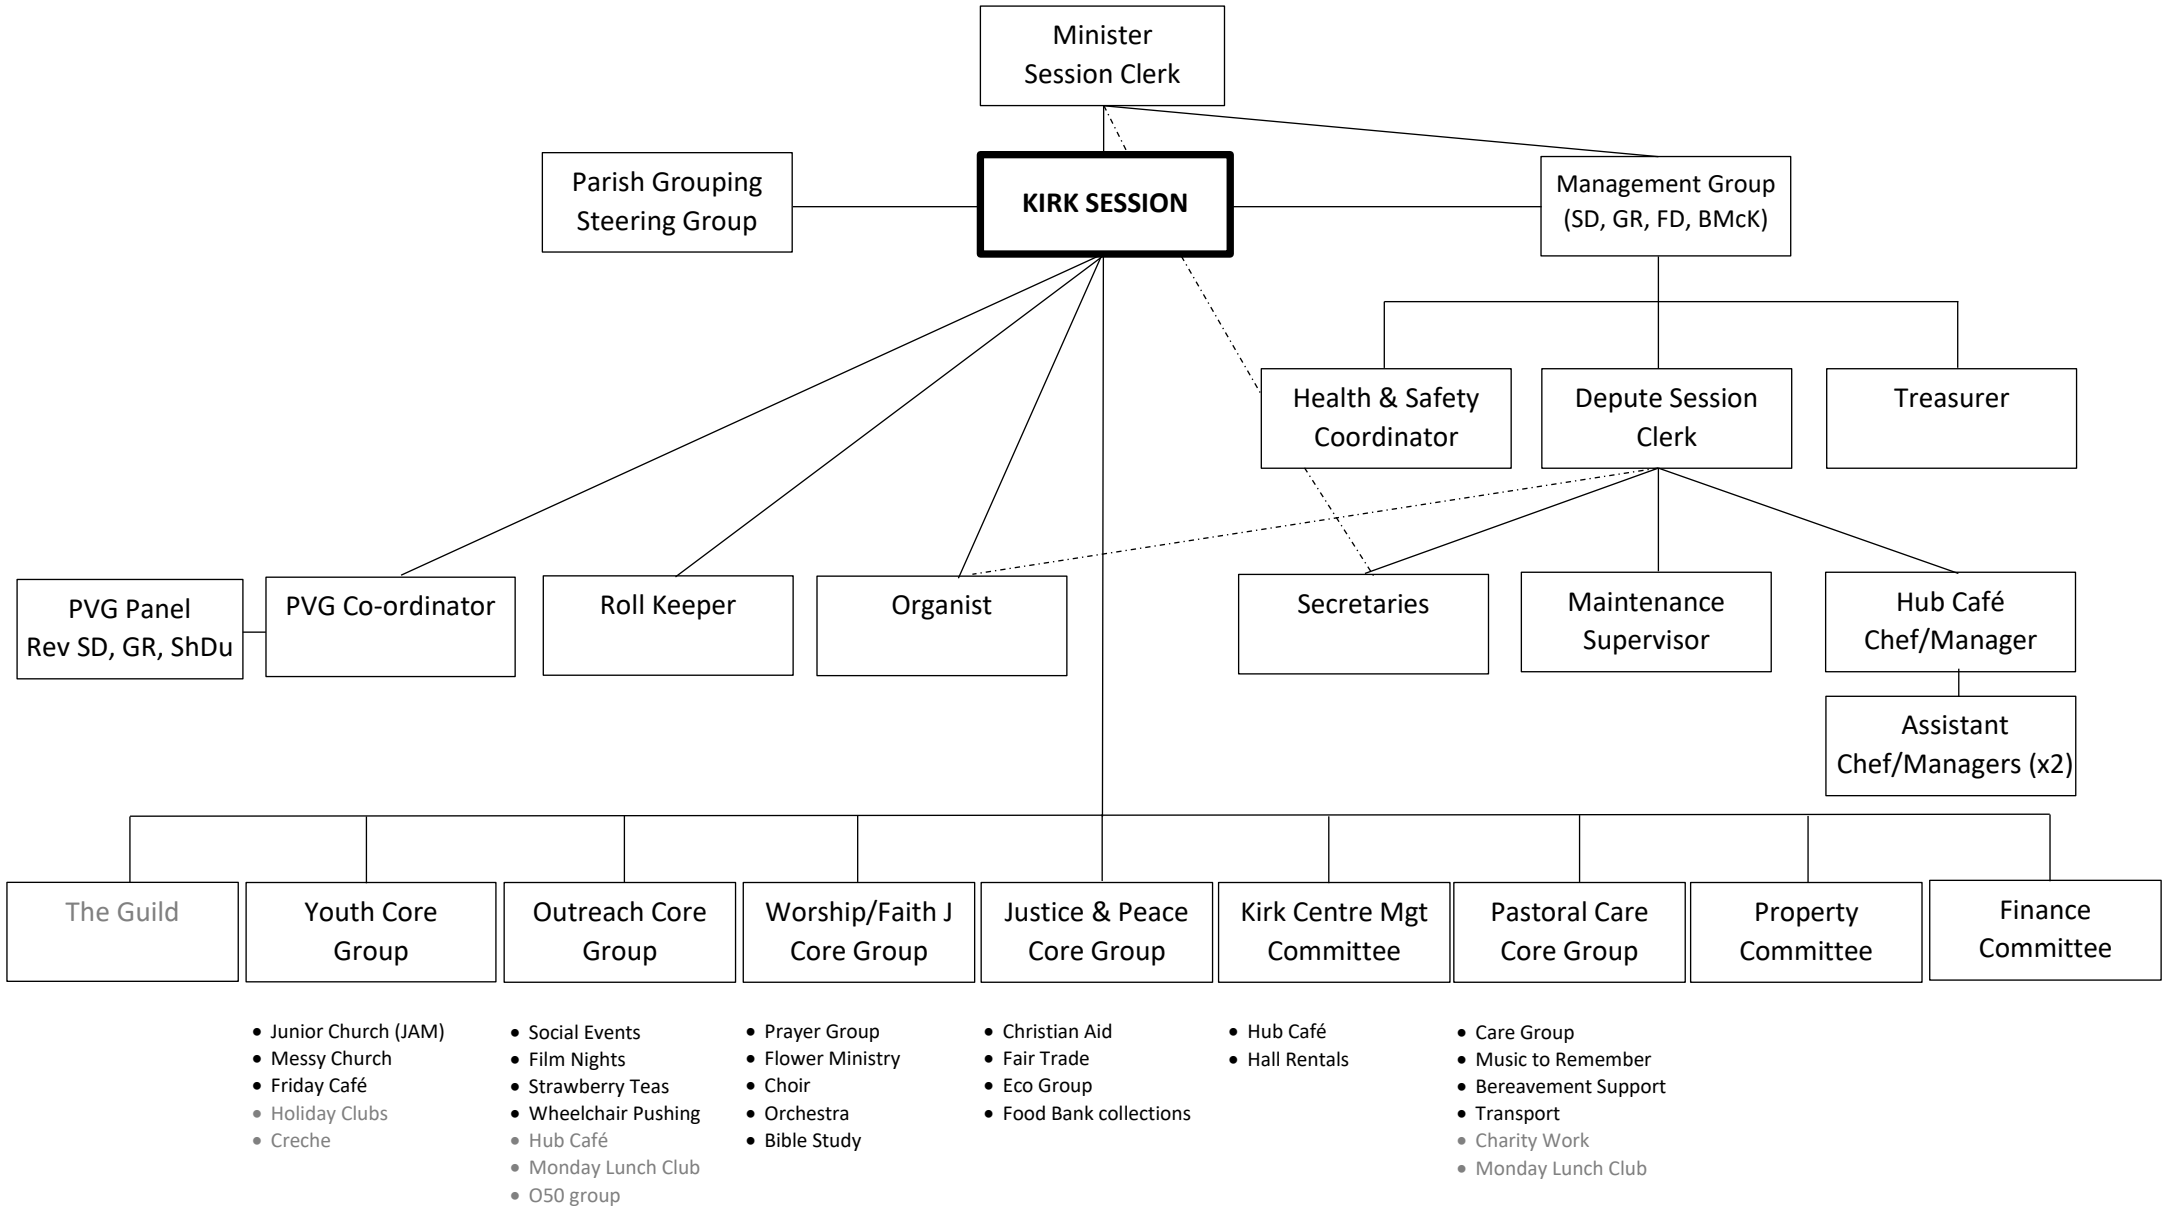 Minister
Session Clerk
Parish Grouping
Steering Group
KIRK SESSION
Management Group
(SD, GR, FD, BMcK)
Health & Safety
Coordinator
Depute Session
Clerk
Treasurer
PVG Panel
Rev SD, GR, ShDu
PVG Co-ordinator
Roll Keeper
Organist
Secretaries
Maintenance
Supervisor
Hub Café
Chef/Manager
Assistant
Chef/Managers (x2)
The Guild
Youth Core
Group
Outreach Core
Group
Worship/Faith J
Core Group
Justice & Peace
Core Group
Kirk Centre Mgt
Committee
Pastoral Care
Core Group
Property
Committee
Finance
Committee
• Junior Church (JAM)
• Messy Church
• Friday Café
• Holiday Clubs
• Creche
• Social Events
• Film Nights
• Strawberry Teas
• Wheelchair Pushing
• Hub Café
• Monday Lunch Club
• O50 group
• Prayer Group
• Flower Ministry
• Choir
• Orchestra
• Bible Study
• Christian Aid
• Fair Trade
• Eco Group
• Food Bank collections
• Hub Café
• Hall Rentals
• Care Group
• Music to Remember
• Bereavement Support
• Transport
• Charity Work
• Monday Lunch Club